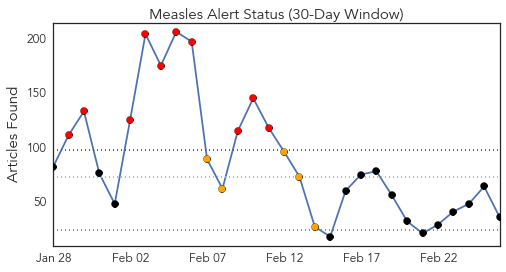 Measles Alert Status (30-Day Window)
Articles Found
200
150
100
50
Jan 28 Feb 02 Feb 07 Feb 12 Feb 17 Feb 22